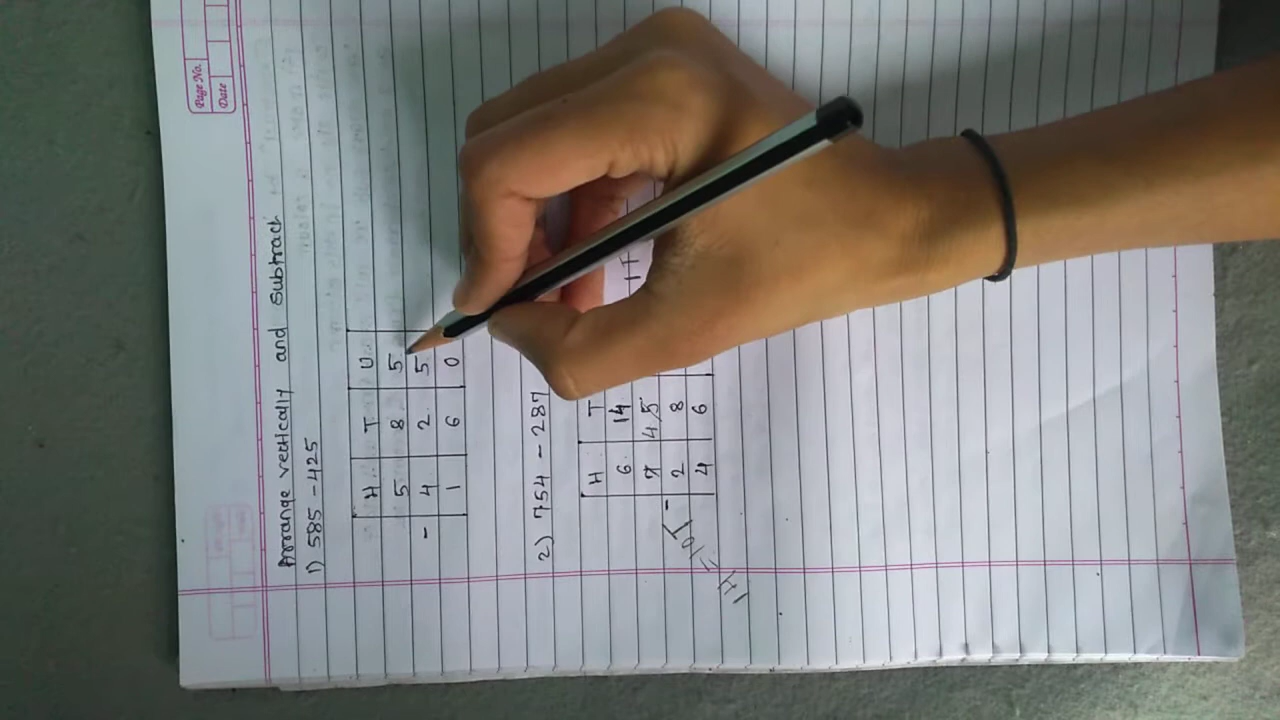 Page No.
Date
Arrange vertically and subtract
1) 585 - 425
H T U
5 8 5
- 4 2 5
1 6 0
2) 754 - 287
H T
6 14
7 4 5
- 2 8
4 6
1H = 10T